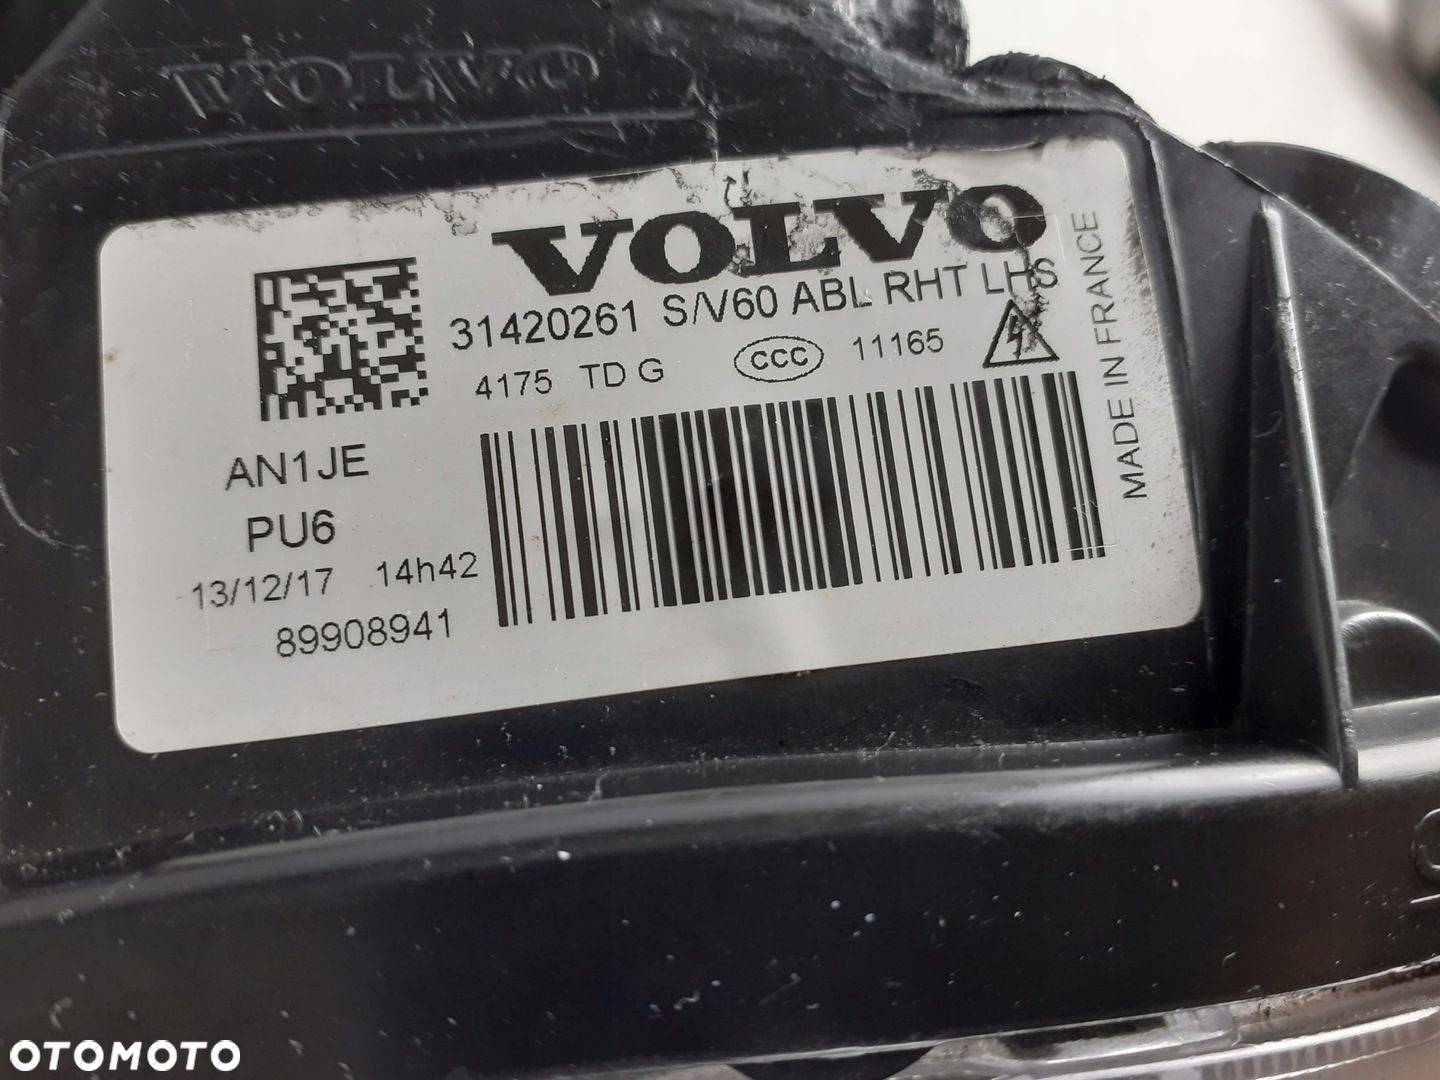 VOLVO
VOLVO
31420261 S/V60 ABL RHT LHS
4175 TD G CCC 11165
MADE IN FRANCE
AN1JE
PU6
13/12/17 14h42
89908941
OTOMOTO